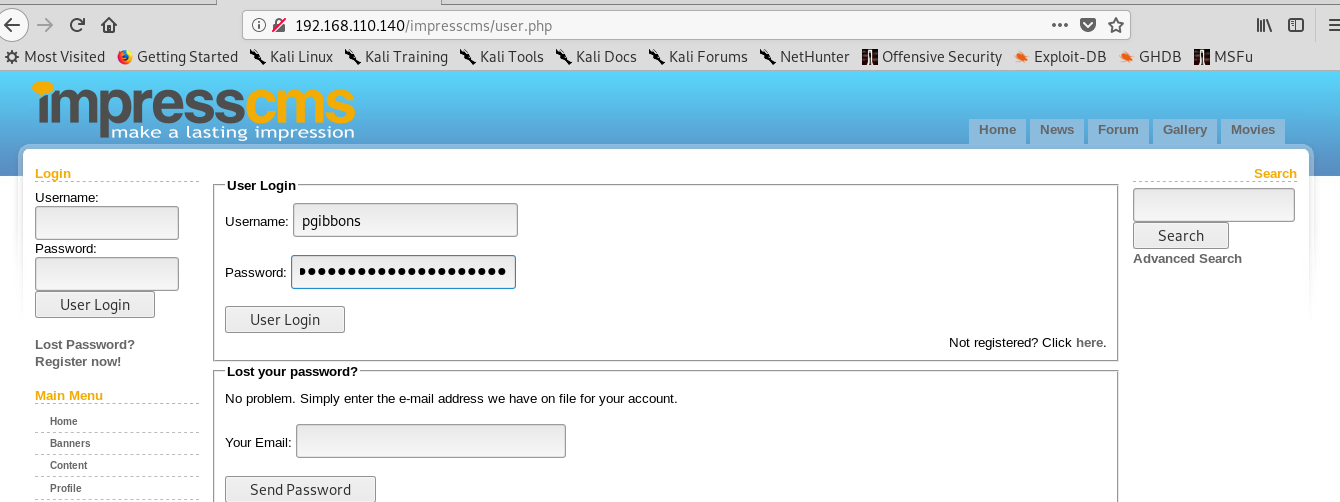 192.168.110.140/impresscms/user.php
Most Visited Getting Started Kali Linux Kali Training Kali Tools Kali Docs Kali Forums NetHunter Offensive Security Exploit-DB GHDB MSFu
impresscms
make a lasting impression
Home News Forum Gallery Movies
Login
Username:
Password:
User Login
Lost Password?
Register now!
Main Menu
Home
Banners
Content
Profile
User Login
Username: pgibbons
Password: ●●●●●●●●●●●●●●●●●●●●●
User Login
Not registered? Click here.
Lost your password?
No problem. Simply enter the e-mail address we have on file for your account.
Your Email:
Send Password
Search
Search
Advanced Search